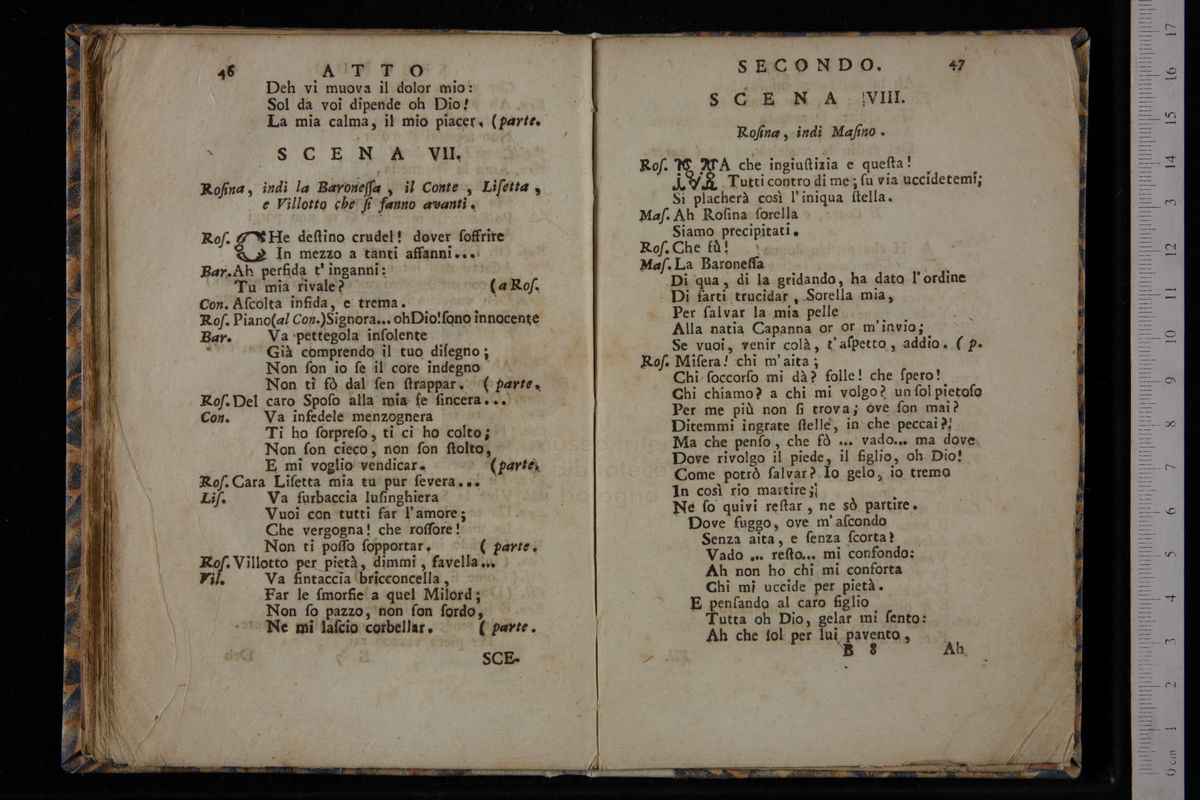 46 ATTO
Deh vi muova il dolor mio:
Sol da voi dipende oh Dio!
La mia calma, il mio piacer. (parte.
SCENA VII.
Roſina, indi la Baroneſſa, il Conte, Liſetta,
e Villotto che ſi fanno avanti.
Roſ. CHe deſtino crudel! dover ſoffrire
In mezzo a tanti affanni...
Bar. Ah perfida t'inganni:
Tu mia rivale? (a Roſ.
Con. Aſcolta infida, e trema.
Roſ. Piano (al Con.) Signora... oh Dio! ſono innocente
Bar. Va pettegola inſolente
Già comprendo il tuo diſegno;
Non ſon io ſe il core indegno
Non ti fò dal ſen ſtrappar. (parte.
Roſ. Del caro Spoſo alla mia fe ſincera...
Con. Va infedele menzognera
Ti ho ſorpreſo, ti ci ho colto;
Non ſon cieco, non ſon ſtolto,
E mi voglio vendicar. (parte.
Roſ. Cara Liſetta mia tu pur ſevera...
Liſ. Va furbaccia luſinghiera
Vuoi con tutti far l'amore;
Che vergogna! che roſſore!
Non ti poſſo ſopportar. (parte.
Roſ. Villotto per pietà, dimmi, favella...
Vil. Va fintaccia bricconcella,
Far le ſmorfie a quel Milord;
Non ſo pazzo, non ſon ſordo,
Ne mi laſcio corbellar. (parte.
SCE-
SECONDO. 47
SCENA VIII.
Roſina, indi Maſino.
Roſ. MA che ingiuſtizia e queſta!
Tutti contro di me; ſu via uccidetemi;
Si placherà così l'iniqua ſtella.
Maſ. Ah Roſina ſorella
Siamo precipitati.
Roſ. Che fù!
Maſ. La Baroneſſa
Di qua, di la gridando, ha dato l'ordine
Di farti trucidar, Sorella mia,
Per ſalvar la mia pelle
Alla natia Capanna or or m'invio;
Se vuoi, venir colà, t'aſpetto, addio. (p.
Roſ. Miſera! chi m'aita;
Chi ſoccorſo mi dà? folle! che ſpero!
Chi chiamo? a chi mi volgo? un ſol pietoſo
Per me più non ſi trova; ove ſon mai?
Ditemmi ingrate ſtelle, in che peccai?
Ma che penſo, che fò ... vado... ma dove
Dove rivolgo il piede, il figlio, oh Dio!
Come potrò ſalvar? Io gelo, io tremo
In così rio martire;
Ne ſo quivi reſtar, ne sò partire.
Dove fuggo, ove m'aſcondo
Senza aita, e ſenza ſcorta?
Vado ... reſto... mi confondo:
Ah non ho chi mi conforta
Chi mi uccide per pietà.
E penſando al caro figlio
Tutta oh Dio, gelar mi ſento:
Ah che ſol per lui pavento,
B 8 Ah